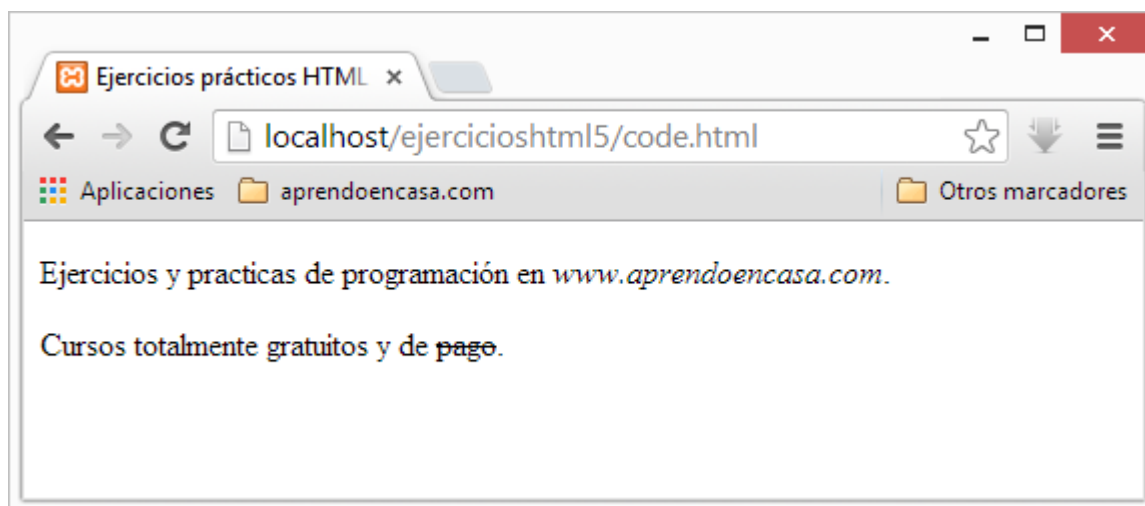 Ejercicios prácticos HTML
localhost/ejercicioshtml5/code.html
Aplicaciones aprendoencasa.com Otros marcadores
Ejercicios y practicas de programación en www.aprendoencasa.com.
Cursos totalmente gratuitos y de pago.